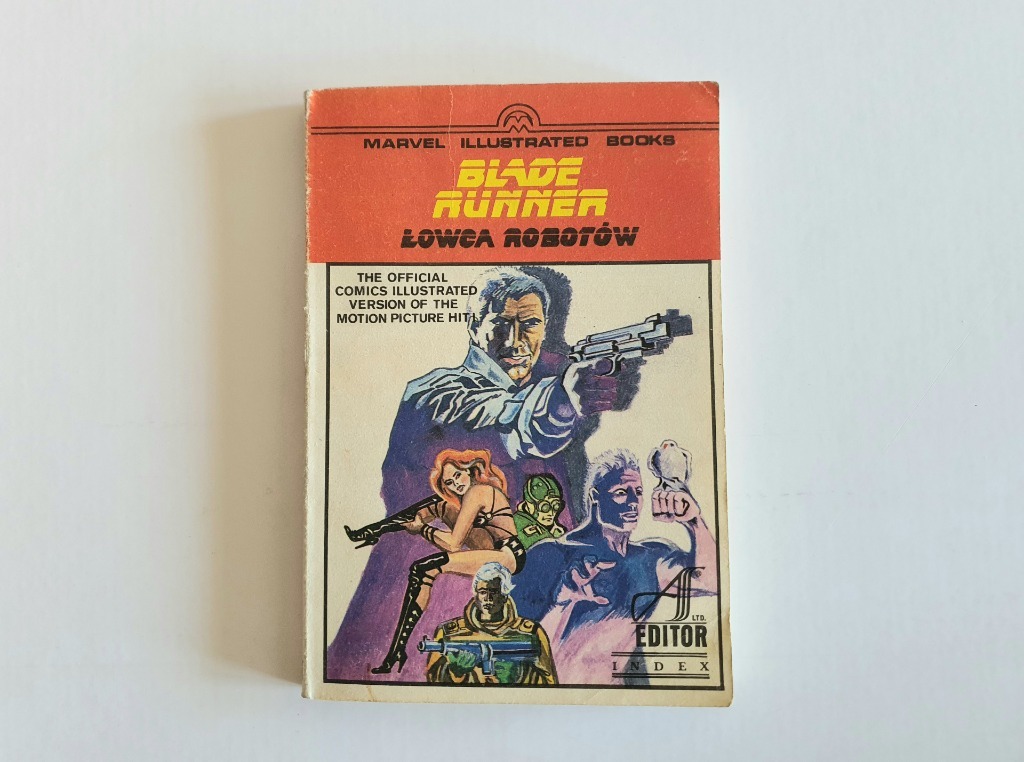 MARVEL ILLUSTRATED BOOKS
BLADE
RUNNER
ŁOWCA ROBOTÓW
THE OFFICIAL
COMICS ILLUSTRATED
VERSION OF THE
MOTION PICTURE HIT!
AS
LTD.
EDITOR
INDEX